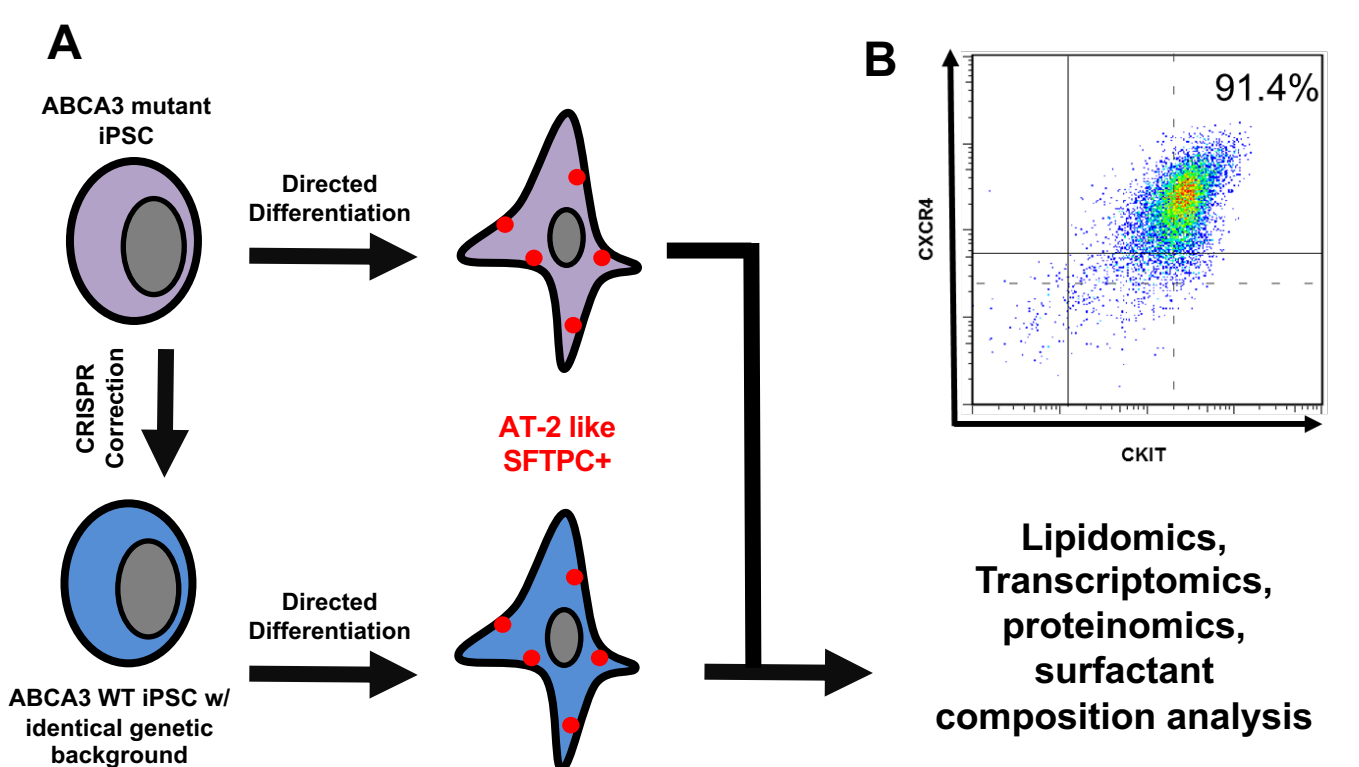 A
ABCA3 mutant
iPSC
Directed
Differentiation
CRISPR
Correction
AT-2 like
SFTPC+
Directed
Differentiation
ABCA3 WT iPSC w/
identical genetic
background
B
91.4%
CXCR4
CKIT
Lipidomics,
Transcriptomics,
proteinomics,
surfactant
composition analysis